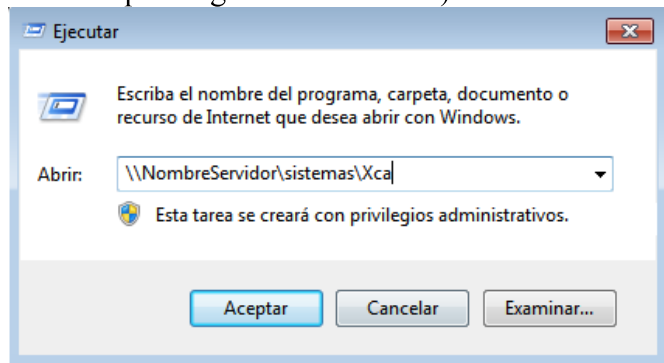 Ejecutar
Escriba el nombre del programa, carpeta, documento o
recurso de Internet que desea abrir con Windows.
Abrir:
\\NombreServidor\sistemas\Xca
Esta tarea se creará con privilegios administrativos.
Aceptar
Cancelar
Examinar...